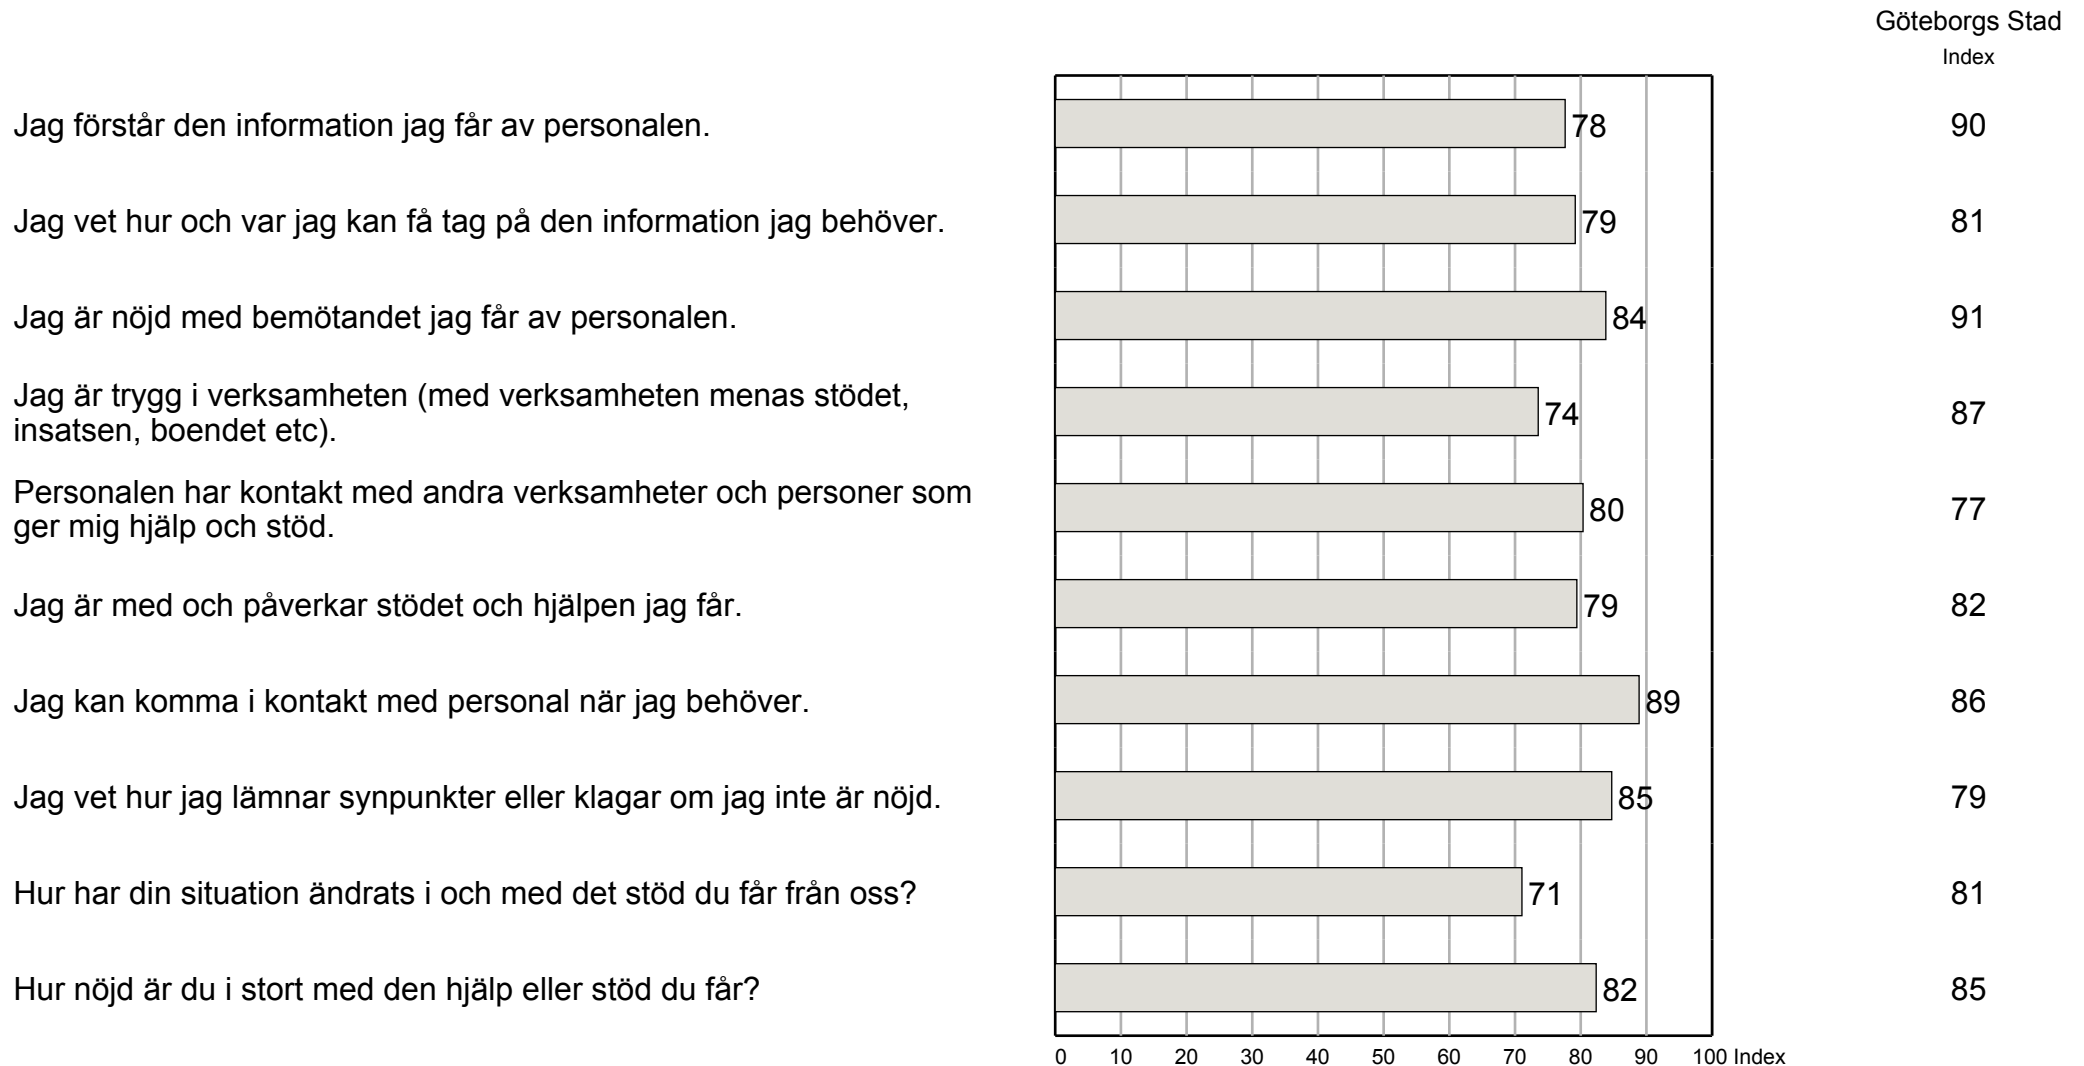 Göteborgs Stad
Index
Jag förstår den information jag får av personalen. 78 90
Jag vet hur och var jag kan få tag på den information jag behöver. 79 81
Jag är nöjd med bemötandet jag får av personalen. 84 91
Jag är trygg i verksamheten (med verksamheten menas stödet,
insatsen, boendet etc). 74 87
Personalen har kontakt med andra verksamheter och personer som
ger mig hjälp och stöd. 80 77
Jag är med och påverkar stödet och hjälpen jag får. 79 82
Jag kan komma i kontakt med personal när jag behöver. 89 86
Jag vet hur jag lämnar synpunkter eller klagar om jag inte är nöjd. 85 79
Hur har din situation ändrats i och med det stöd du får från oss? 71 81
Hur nöjd är du i stort med den hjälp eller stöd du får? 82 85
0 10 20 30 40 50 60 70 80 90 100 Index